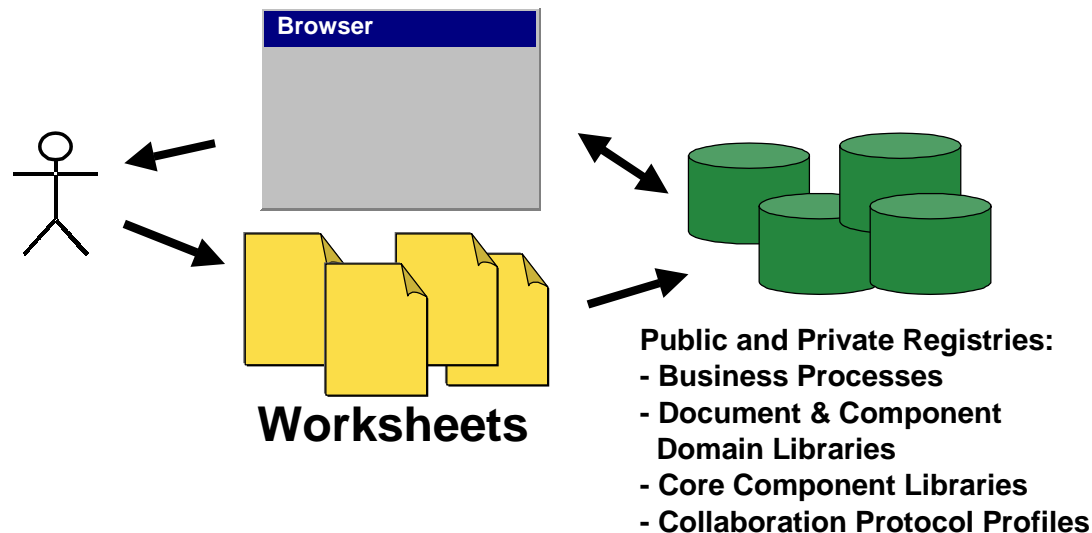 Browser
Worksheets
Public and Private Registries:
- Business Processes
- Document & Component
Domain Libraries
- Core Component Libraries
- Collaboration Protocol Profiles